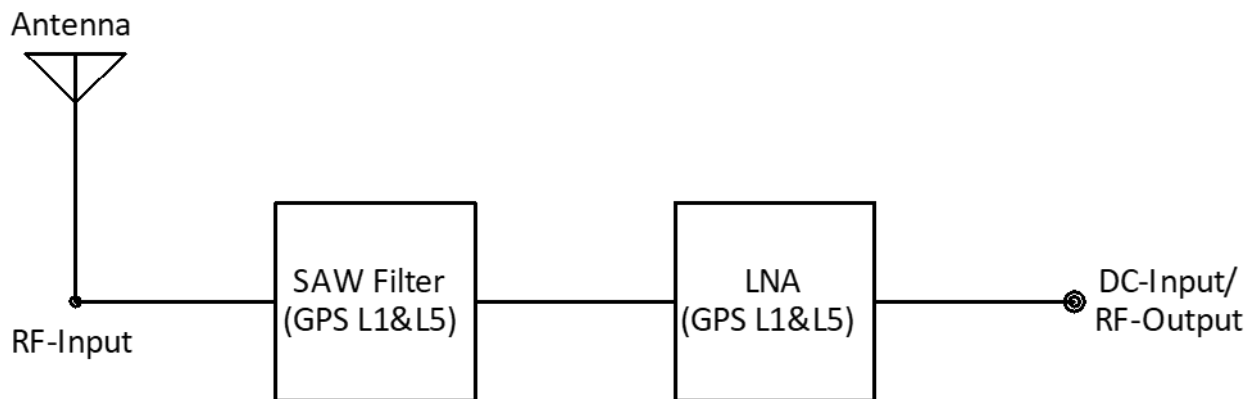 Antenna
RF-Input
SAW Filter
(GPS L1&L5)
LNA
(GPS L1&L5)
DC-Input/
RF-Output